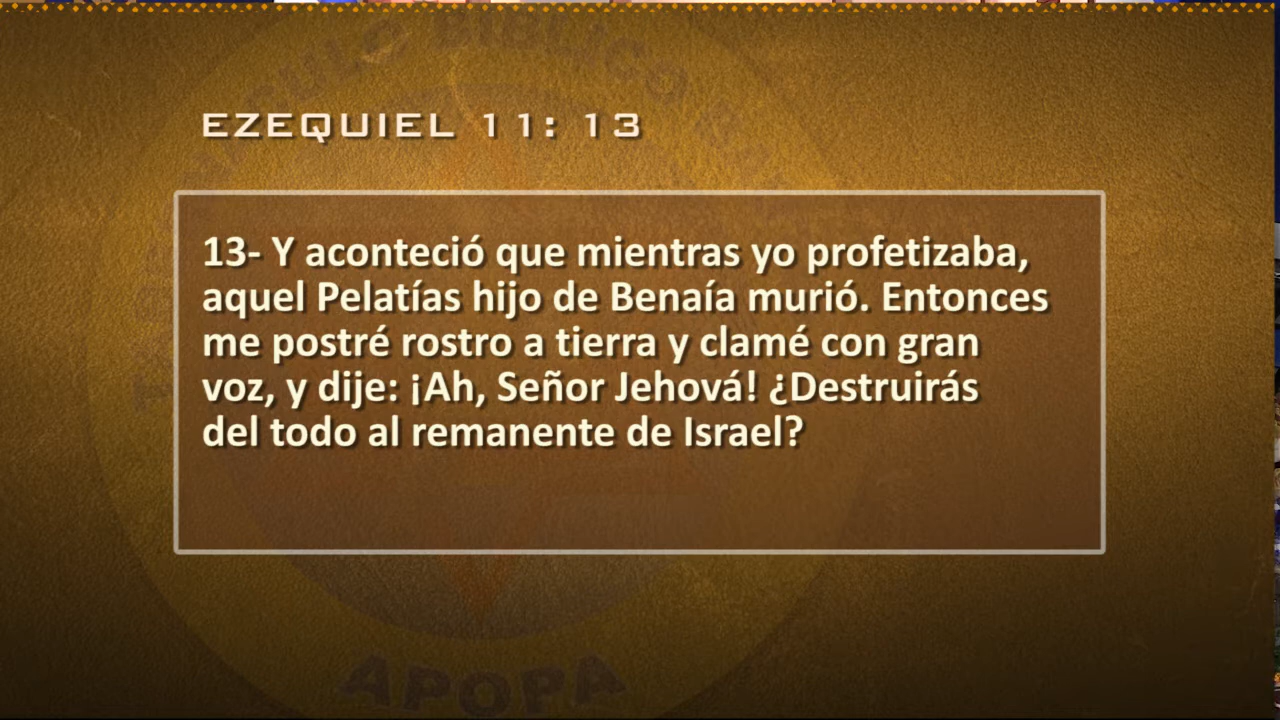 EZEQUIEL 11: 13
13- Y aconteció que mientras yo profetizaba,
aquel Pelatías hijo de Benaía murió. Entonces
me postré rostro a tierra y clamé con gran
voz, y dije: ¡Ah, Señor Jehová! ¿Destruirás
del todo al remanente de Israel?
APOPA